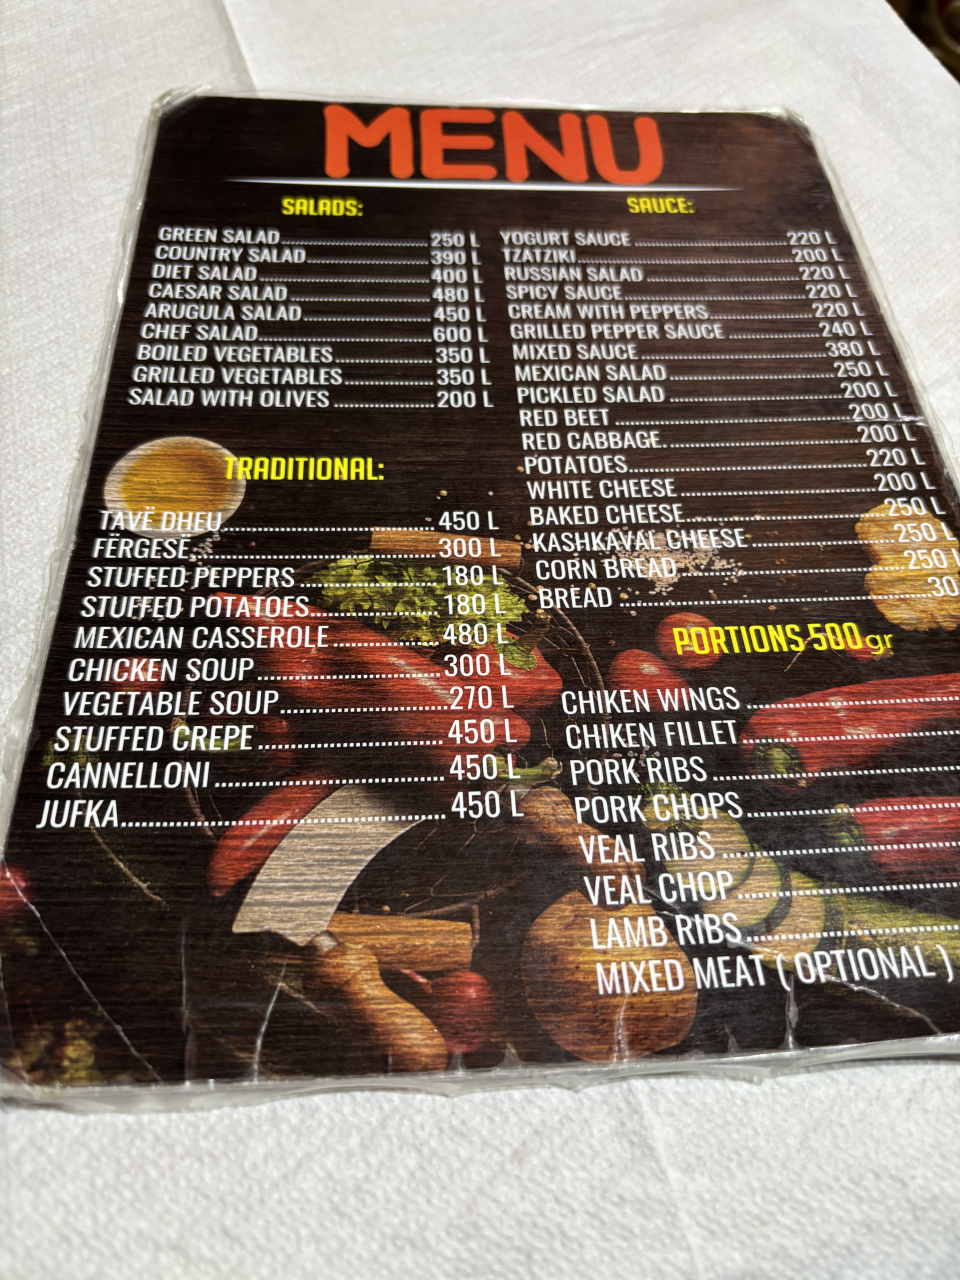 MENU
SALADS:
GREEN SALAD 250 L
COUNTRY SALAD 390 L
DIET SALAD 400 L
CAESAR SALAD 480 L
ARUGULA SALAD 450 L
CHEF SALAD 600 L
BOILED VEGETABLES 350 L
GRILLED VEGETABLES 350 L
SALAD WITH OLIVES 200 L
TRADITIONAL:
TAVË DHEU 450 L
FËRGESË 300 L
STUFFED PEPPERS 180 L
STUFFED POTATOES 180 L
MEXICAN CASSEROLE 480 L
CHICKEN SOUP 300 L
VEGETABLE SOUP 270 L
STUFFED CREPE 450 L
CANNELLONI 450 L
JUFKA 450 L
SAUCE:
YOGURT SAUCE 220 L
TZATZIKI 200 L
RUSSIAN SALAD 220 L
SPICY SAUCE 220 L
CREAM WITH PEPPERS 220 L
GRILLED PEPPER SAUCE 240 L
MIXED SAUCE 380 L
MEXICAN SALAD 250 L
PICKLED SALAD 200 L
RED BEET 200 L
RED CABBAGE 200 L
POTATOES 220 L
WHITE CHEESE 200 L
BAKED CHEESE 250 L
KASHKAVAL CHEESE 250 L
CORN BREAD 250 L
BREAD 30
PORTIONS 500 gr
CHIKEN WINGS
CHIKEN FILLET
PORK RIBS
PORK CHOPS
VEAL RIBS
VEAL CHOP
LAMB RIBS
MIXED MEAT ( OPTIONAL )